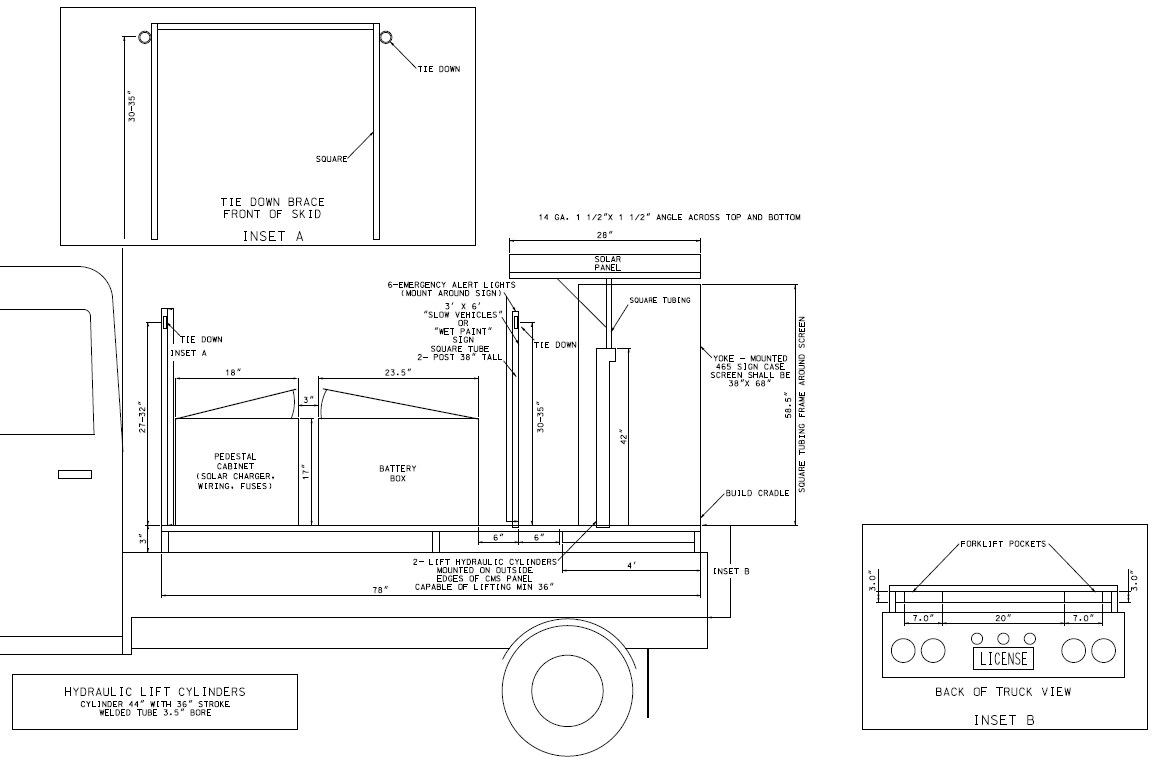 TIE DOWN
30-35"
SQUARE
TIE DOWN BRACE
FRONT OF SKID
INSET A
14 GA. 1 1/2"X 1 1/2" ANGLE ACROSS TOP AND BOTTOM
28"
SOLAR
PANEL
6-EMERGENCY ALERT LIGHTS
(MOUNT AROUND SIGN)
3' X 6'
"SLOW VEHICLES"
OR
"WET PAINT"
SIGN
SQUARE TUBE
2- POST 38" TALL
SQUARE TUBING
TIE DOWN
INSET A
TIE DOWN
YOKE - MOUNTED
465 SIGN CASE
SCREEN SHALL BE
38"X 68"
58.5"
SQUARE TUBING FRAME AROUND SCREEN
18"
23.5"
3"
27-32"
30-35"
42"
17"
PEDESTAL
CABINET
(SOLAR CHARGER,
WIRING, FUSES)
BATTERY
BOX
BUILD CRADLE
3"
6"
6"
4'
2- LIFT HYDRAULIC CYLINDERS
MOUNTED ON OUTSIDE
EDGES OF CMS PANEL
CAPABLE OF LIFTING MIN 36"
INSET B
78"
HYDRAULIC LIFT CYLINDERS
CYLINDER 44" WITH 36" STROKE
WELDED TUBE 3.5" BORE
FORKLIFT POCKETS
3.0"
3.0"
7.0"
20"
7.0"
LICENSE
BACK OF TRUCK VIEW
INSET B